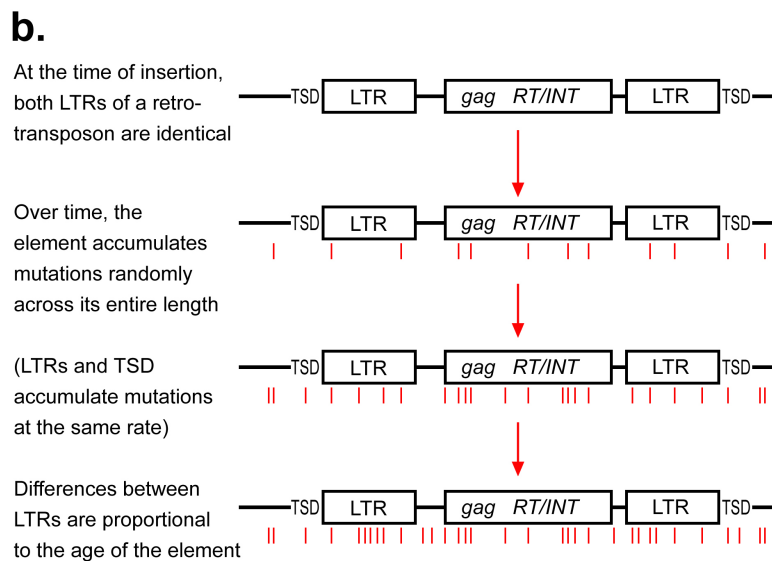 b.
At the time of insertion,
both LTRs of a retro-
transposon are identical
TSD LTR gag RT/INT LTR TSD
Over time, the
element accumulates
mutations randomly
across its entire length
TSD LTR gag RT/INT LTR TSD
(LTRs and TSD
accumulate mutations
at the same rate)
TSD LTR gag RT/INT LTR TSD
Differences between
LTRs are proportional
to the age of the element
TSD LTR gag RT/INT LTR TSD